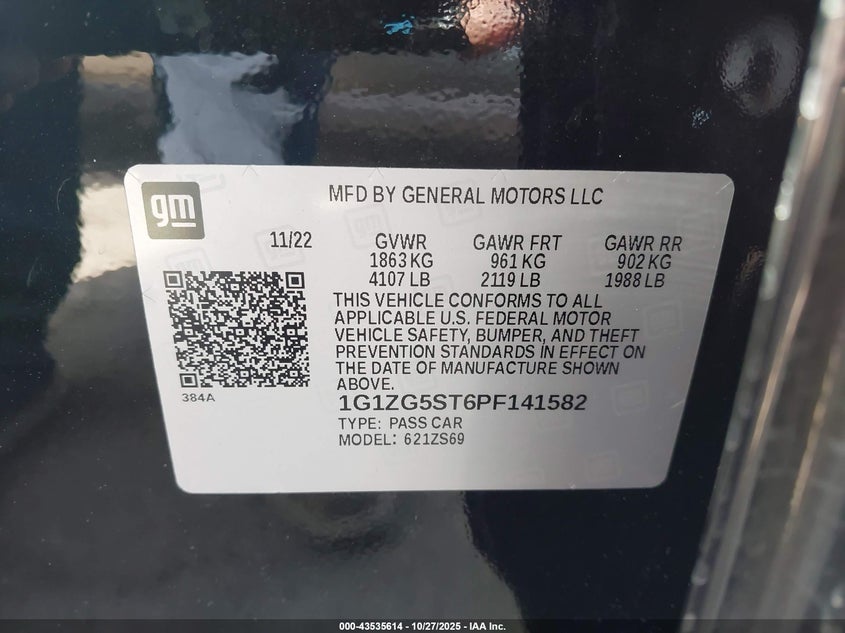 gm
MFD BY GENERAL MOTORS LLC
11/22 GVWR GAWR FRT GAWR RR
1863 KG 961 KG 902 KG
4107 LB 2119 LB 1988 LB
THIS VEHICLE CONFORMS TO ALL
APPLICABLE U.S. FEDERAL MOTOR
VEHICLE SAFETY, BUMPER, AND THEFT
PREVENTION STANDARDS IN EFFECT ON
THE DATE OF MANUFACTURE SHOWN
ABOVE.
384A
1G1ZG5ST6PF141582
TYPE: PASS CAR
MODEL: 621ZS69
000-43535614 - 10/27/2025 - IAA Inc.